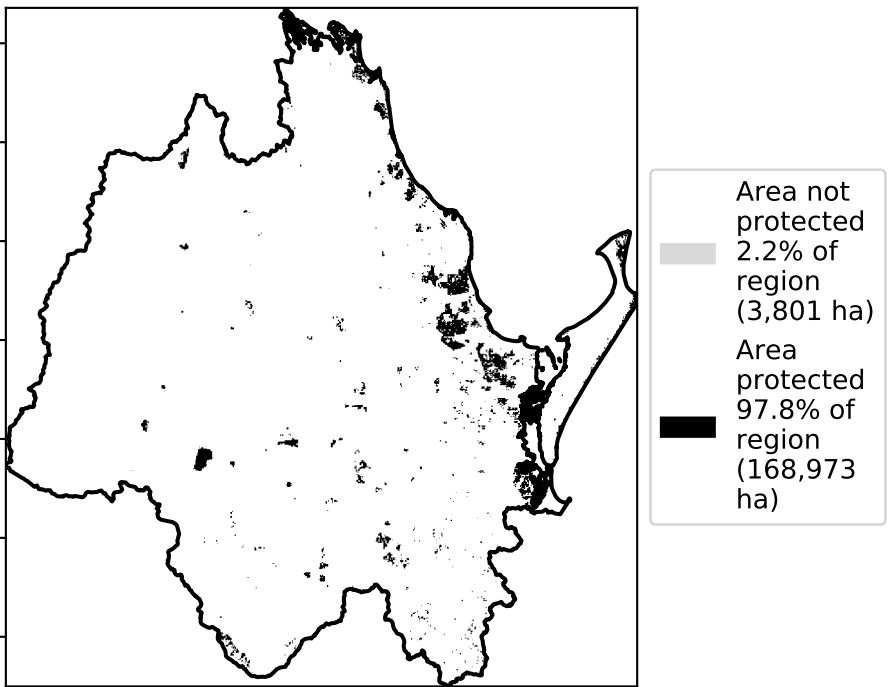 Area not
protected
2.2% of
region
(3,801 ha)
Area
protected
97.8% of
region
(168,973
ha)